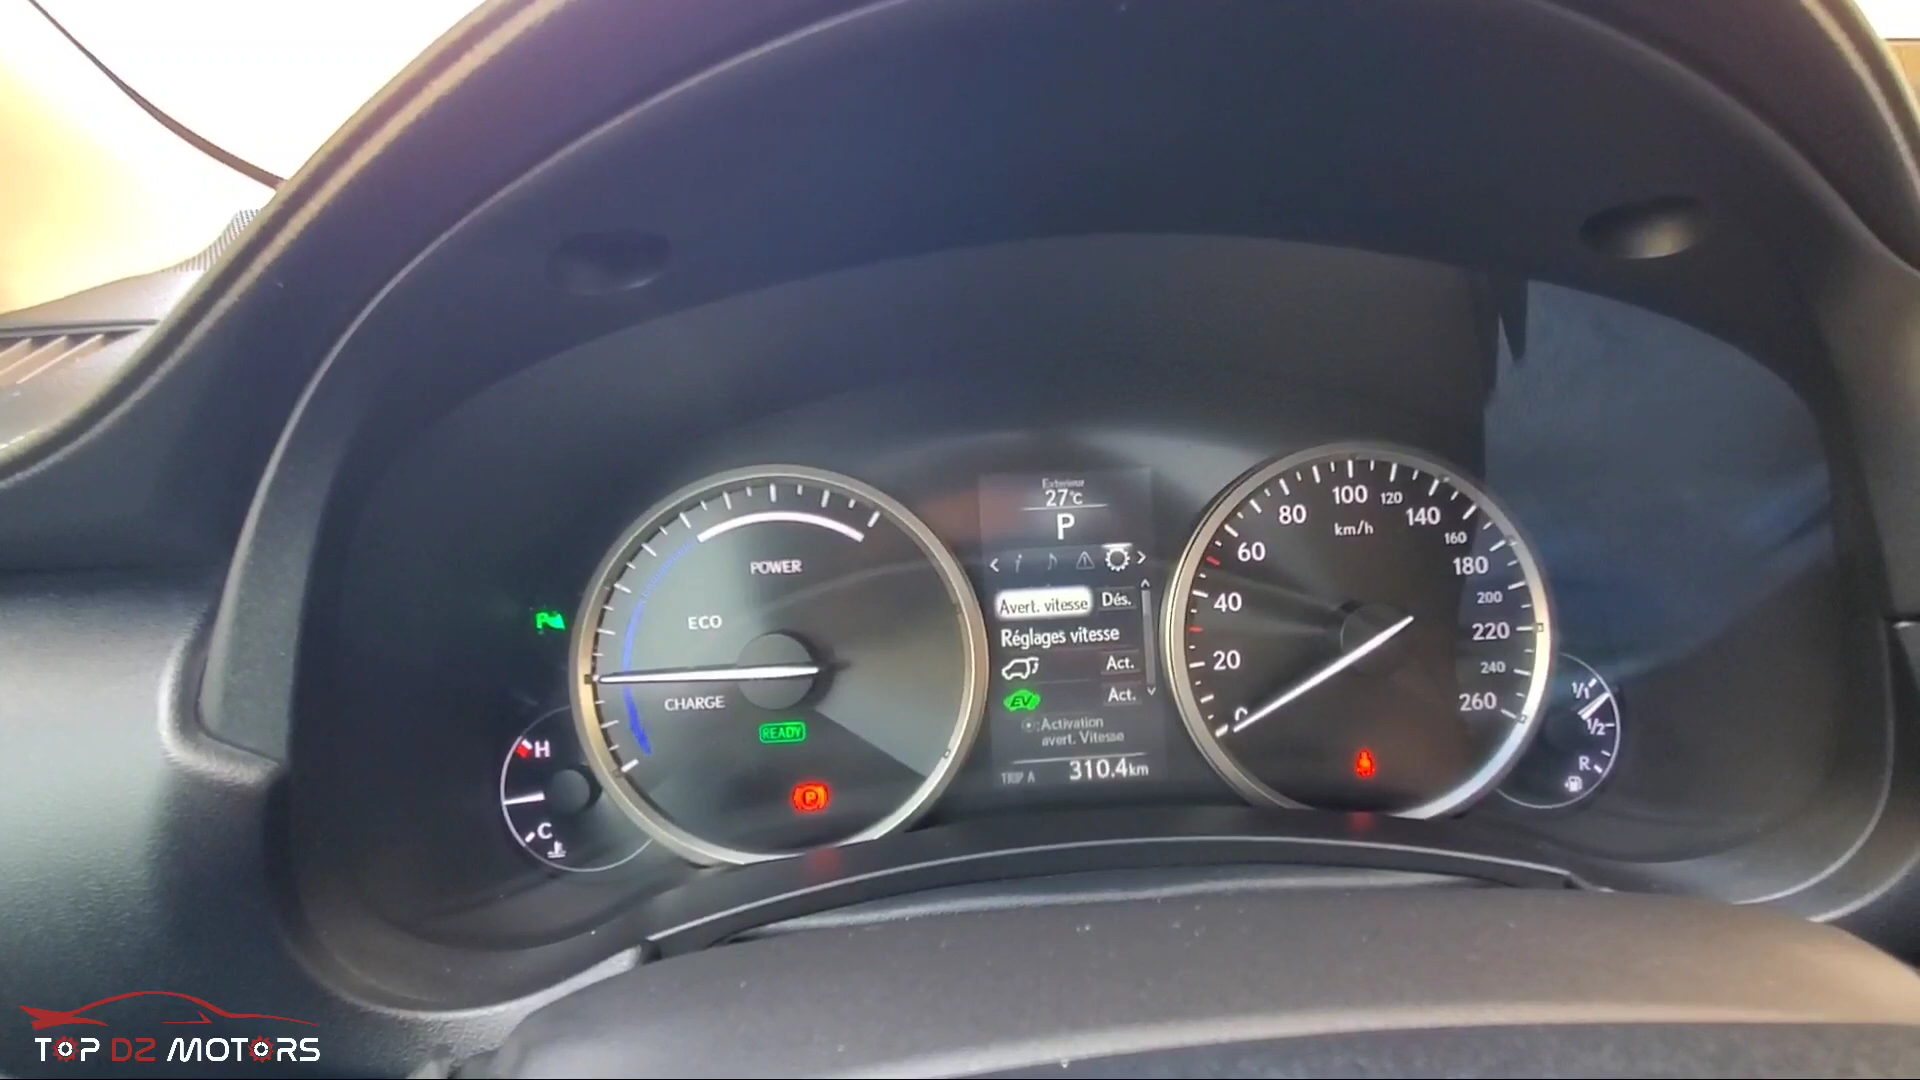 Exterieur
27°C
P
Avert. vitesse Dés.
Réglages vitesse
Act.
EV Act.
:Activation
avert. Vitesse
TRIP A 310.4km
POWER
ECO
CHARGE
READY
P
H
C
0
20
40
60
80
100
120
140
160
180
200
220
240
260
km/h
1/1
1/2
R
TOP DZ MOTORS